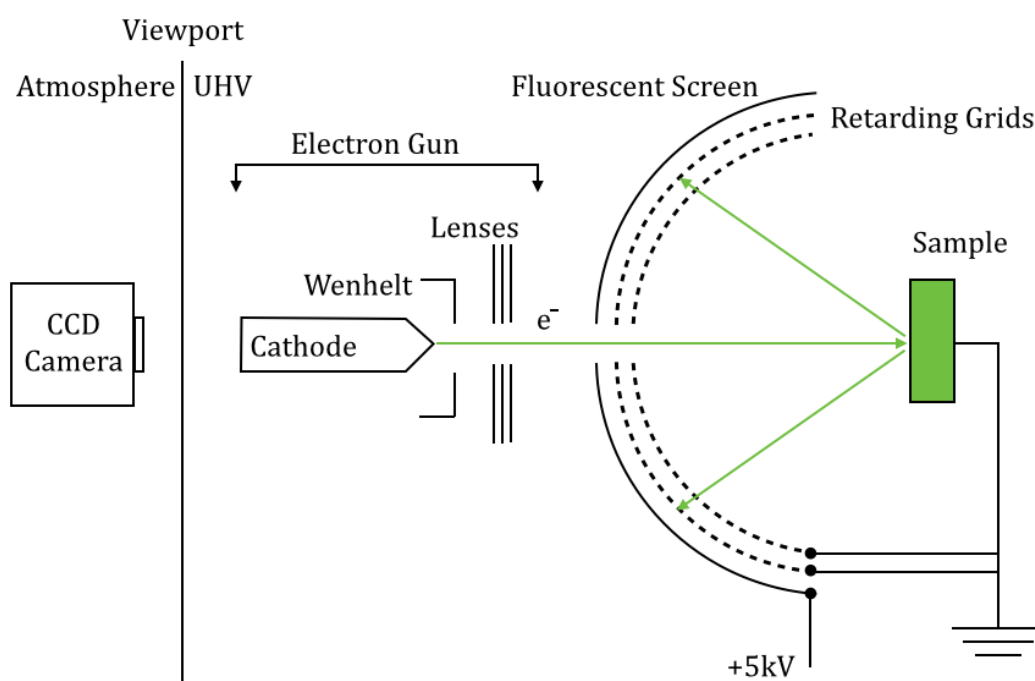 Viewport
Atmosphere UHV
Fluorescent Screen
Retarding Grids
Electron Gun
Lenses
Sample
Wenhelt
CCD
Camera
Cathode
e⁻
+5kV